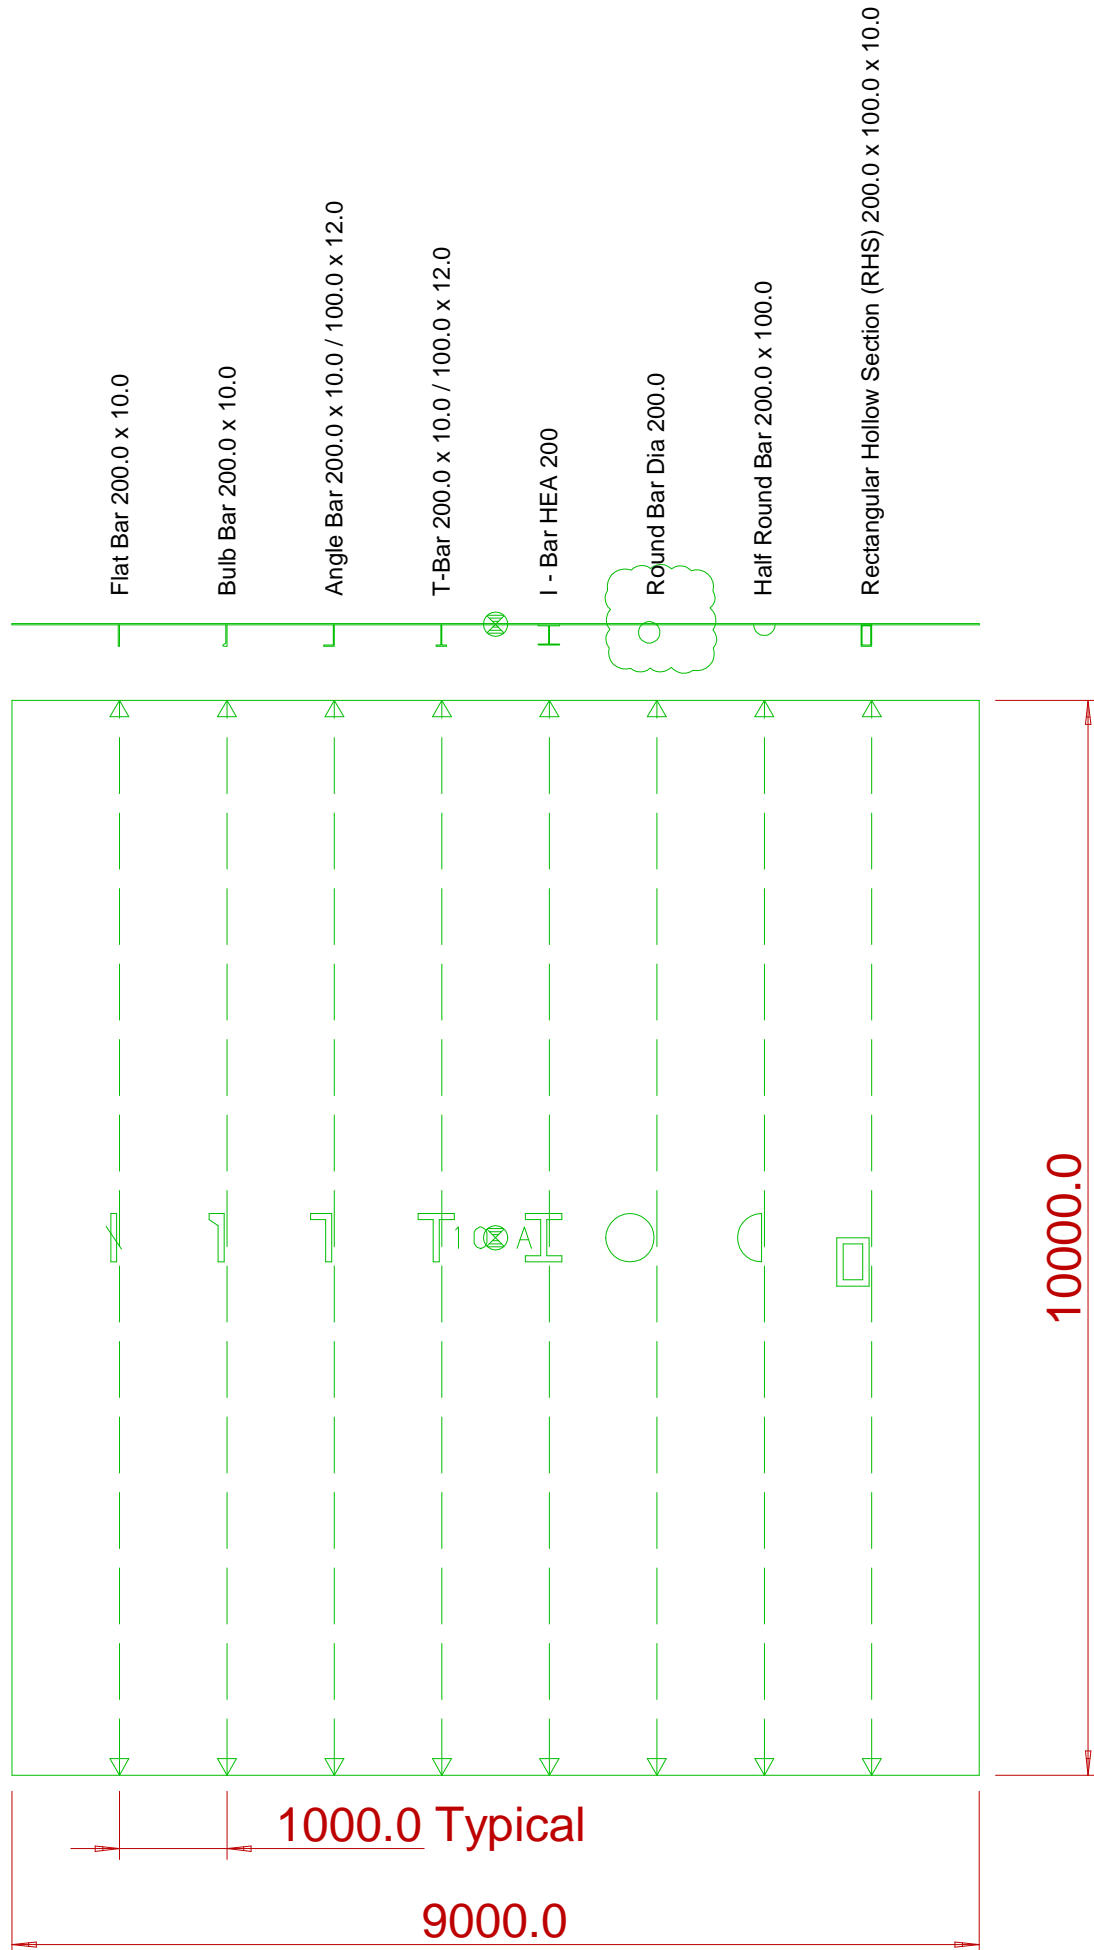 Flat Bar 200.0 x 10.0
Bulb Bar 200.0 x 10.0
Angle Bar 200.0 x 10.0 / 100.0 x 12.0
T-Bar 200.0 x 10.0 / 100.0 x 12.0
I - Bar HEA 200
Round Bar Dia 200.0
Half Round Bar 200.0 x 100.0
Rectangular Hollow Section (RHS) 200.0 x 100.0 x 10.0
10000.0
1000.0 Typical
9000.0